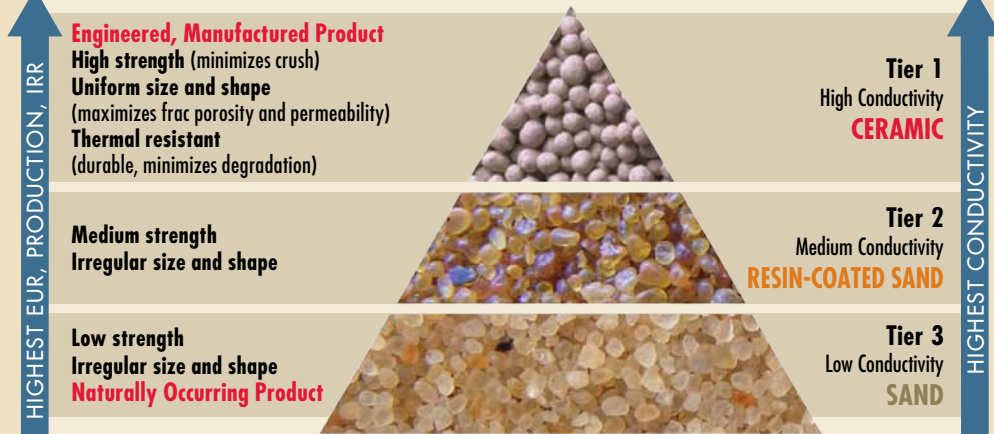 HIGHEST EUR, PRODUCTION, IRR
Engineered, Manufactured Product
High strength (minimizes crush)
Uniform size and shape
(maximizes frac porosity and permeability)
Thermal resistant
(durable, minimizes degradation)
Tier 1
High Conductivity
CERAMIC
Medium strength
Irregular size and shape
Tier 2
Medium Conductivity
RESIN-COATED SAND
Low strength
Irregular size and shape
Naturally Occurring Product
Tier 3
Low Conductivity
SAND
HIGHEST CONDUCTIVITY